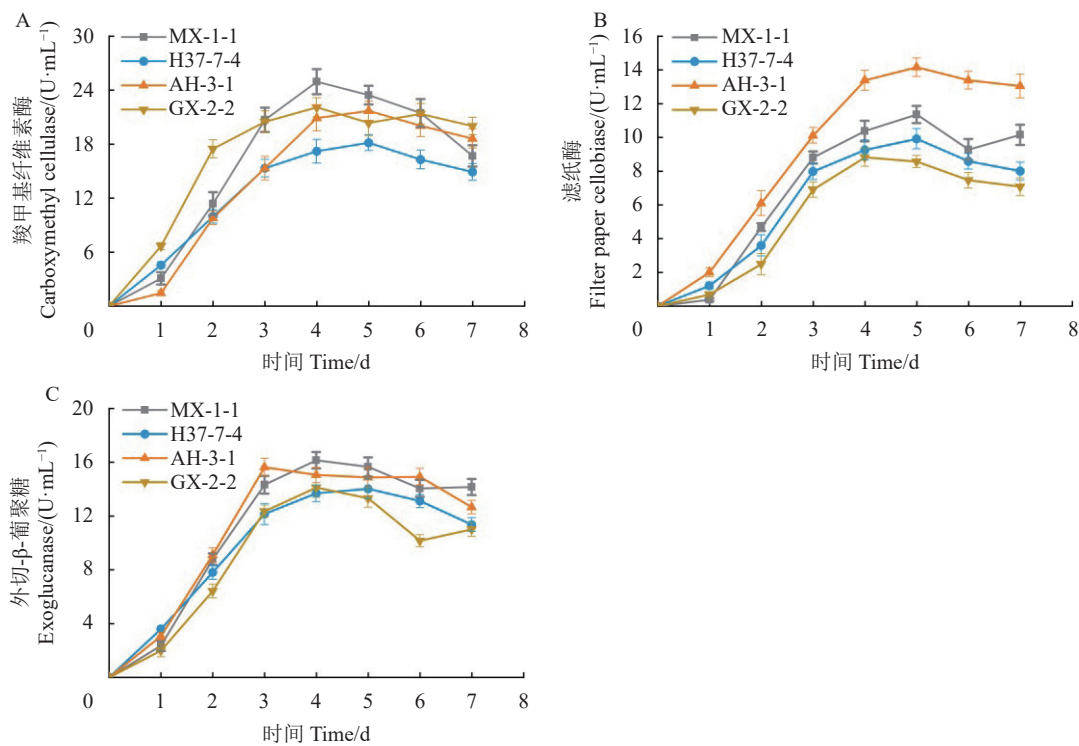 A
30
24
18
12
6
0
1 2 3 4 5 6 7 8
MX-1-1
H37-7-4
AH-3-1
GX-2-2
羧甲基纤维素酶
Carboxymethyl cellulase/(U·mL⁻¹)
时间 Time/d
B
16
14
12
10
8
6
4
2
0
1 2 3 4 5 6 7 8
MX-1-1
H37-7-4
AH-3-1
GX-2-2
滤纸酶
Filter paper cellobiase/(U·mL⁻¹)
时间 Time/d
C
20
16
12
8
4
0
1 2 3 4 5 6 7 8
MX-1-1
H37-7-4
AH-3-1
GX-2-2
外切-β-葡聚糖
Exoglucanase/(U·mL⁻¹)
时间 Time/d